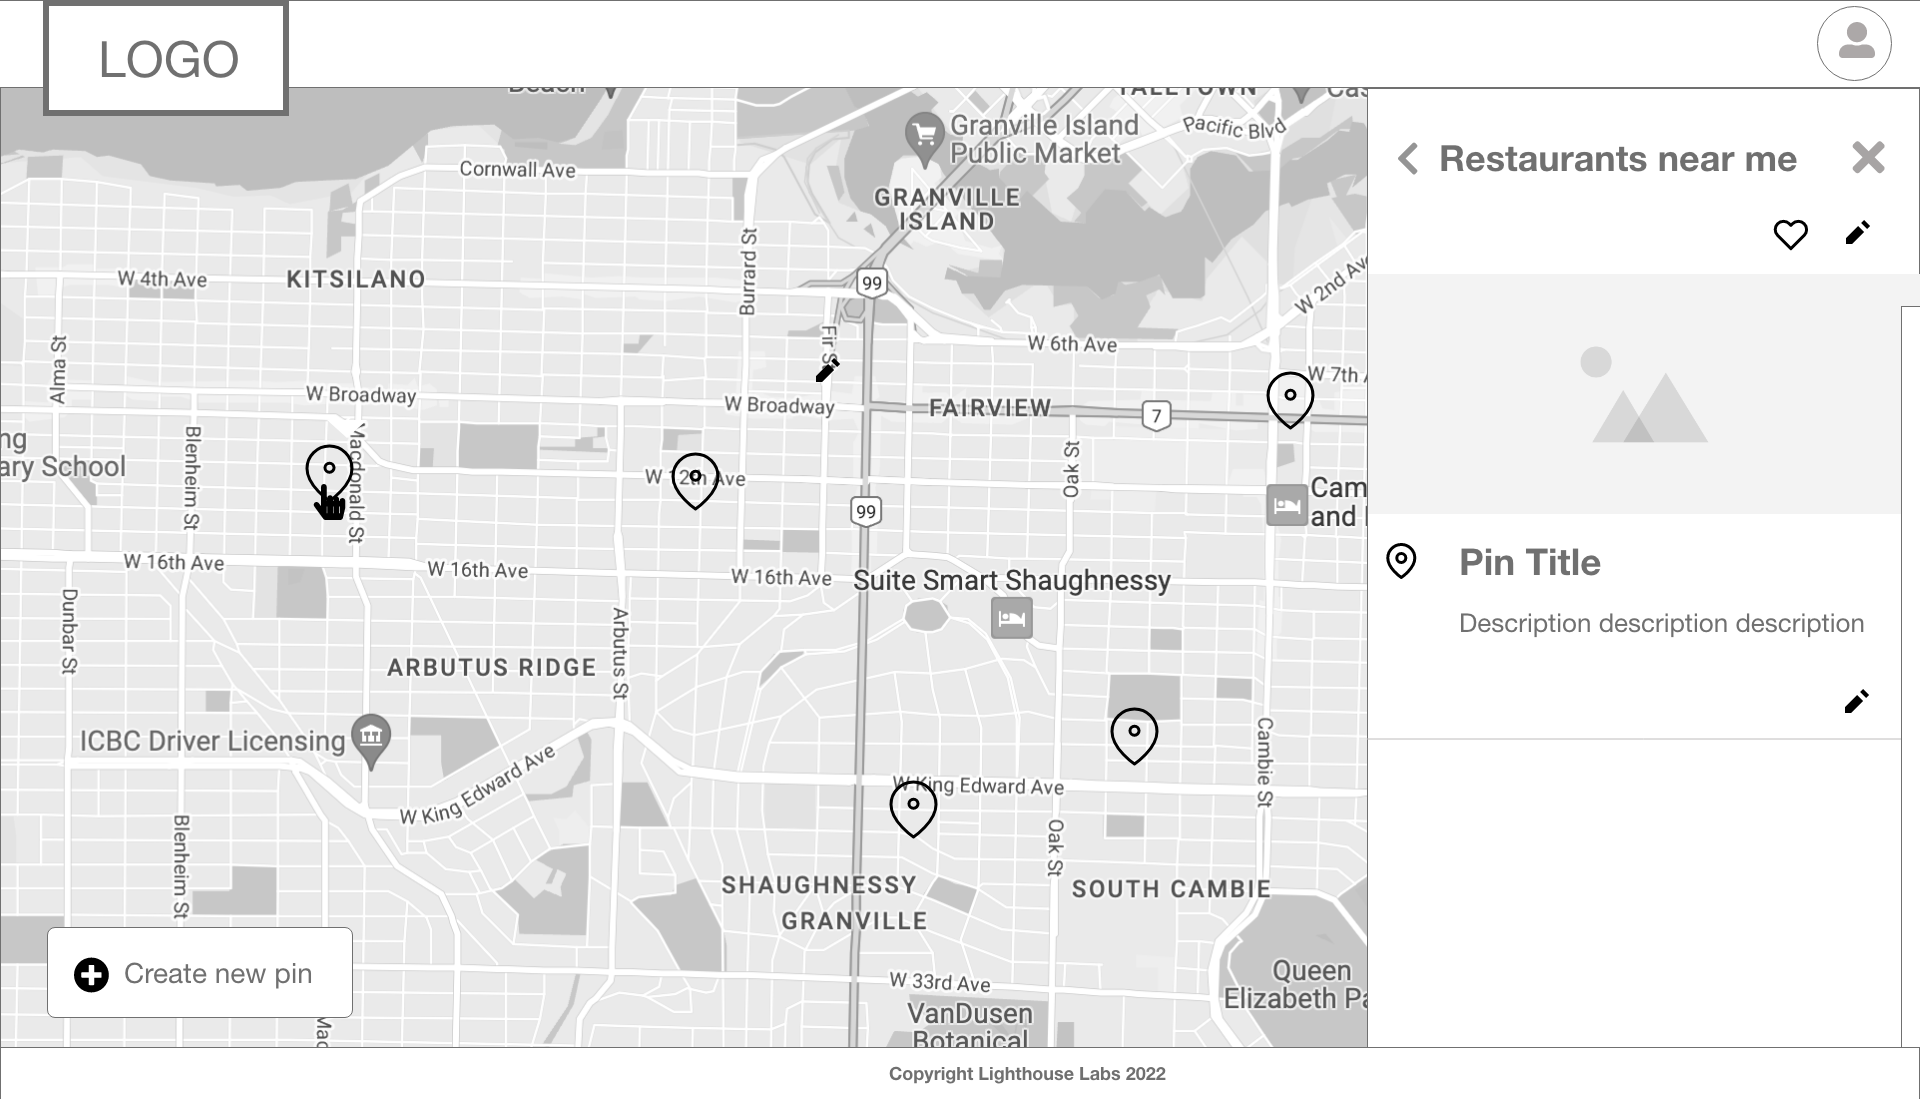 LOGO
Beach
YALETOWN
Cas
Granville Island
Public Market
Pacific Blvd
Cornwall Ave
GRANVILLE
ISLAND
Burrard St
W 4th Ave
KITSILANO
99
W 2nd Ave
Fir St
W 6th Ave
Alma St
W 7th A
W Broadway
W Broadway
FAIRVIEW
7
ng
ary School
Blenheim St
Macdonald St
W 12th Ave
Oak St
99
Cam
and
W 16th Ave
W 16th Ave
W 16th Ave
Suite Smart Shaughnessy
Dunbar St
Arbutus St
ARBUTUS RIDGE
ICBC Driver Licensing
W King Edward Ave
W King Edward Ave
Cambie St
Blenheim St
Oak St
SHAUGHNESSY
SOUTH CAMBIE
GRANVILLE
W 33rd Ave
Queen
Elizabeth Pa
VanDusen
Botanical
Mac
Create new pin
Restaurants near me
Pin Title
Description description description
Copyright Lighthouse Labs 2022